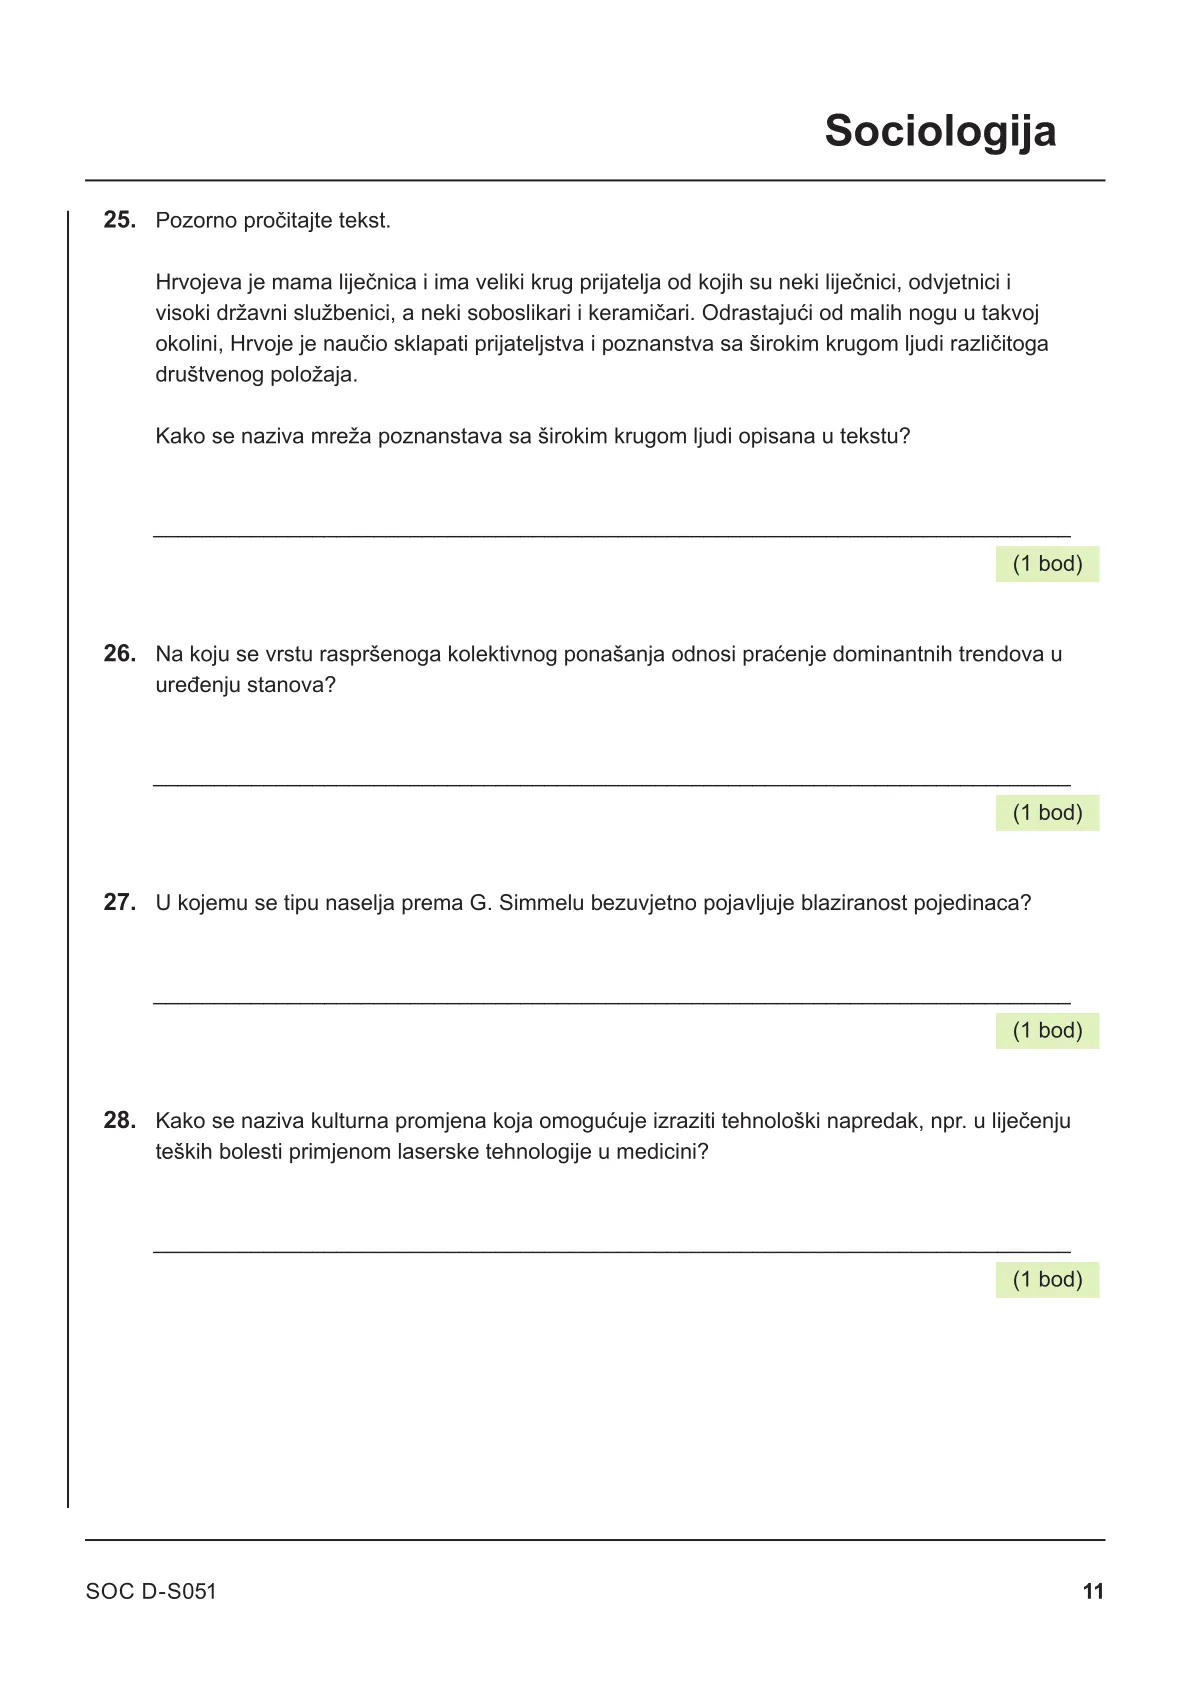 Sociologija
25. Pozorno pročitajte tekst.
Hrvojeva je mama liječnica i ima veliki krug prijatelja od kojih su neki liječnici, odvjetnici i
visoki državni službenici, a neki soboslikari i keramičari. Odrastajući od malih nogu u takvoj
okolini, Hrvoje je naučio sklapati prijateljstva i poznanstva sa širokim krugom ljudi različitoga
društvenog položaja.
Kako se naziva mreža poznanstava sa širokim krugom ljudi opisana u tekstu?
(1 bod)
26. Na koju se vrstu raspršenoga kolektivnog ponašanja odnosi praćenje dominantnih trendova u
uređenju stanova?
(1 bod)
27. U kojemu se tipu naselja prema G. Simmelu bezuvjetno pojavljuje blaziranost pojedinaca?
(1 bod)
28. Kako se naziva kulturna promjena koja omogućuje izraziti tehnološki napredak, npr. u liječenju
teških bolesti primjenom laserske tehnologije u medicini?
(1 bod)
SOC D-S051
11